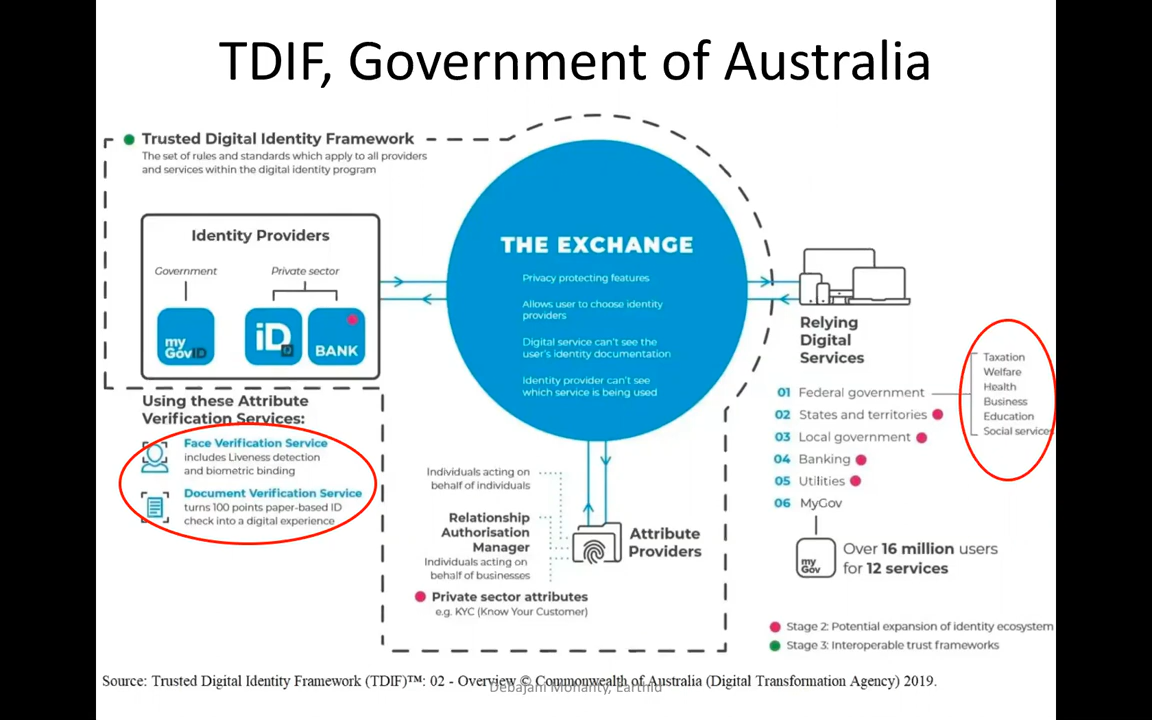 TDIF, Government of Australia
Trusted Digital Identity Framework
The set of rules and standards which apply to all providers
and services within the digital identity program
Identity Providers
Government
Private sector
my
GovID
iD
BANK
Using these Attribute
Verification Services:
Face Verification Service
includes Liveness detection
and biometric binding
Document Verification Service
turns 100 points paper-based ID
check into a digital experience
THE EXCHANGE
Privacy protecting features
Allows user to choose identity
providers
Digital service can't see the
user's identity documentation
Identity provider can't see
which service is being used
Individuals acting on
behalf of individuals
Relationship
Authorisation
Manager
Individuals acting on
behalf of businesses
Private sector attributes
e.g. KYC (Know Your Customer)
Attribute
Providers
Relying
Digital
Services
01 Federal government
02 States and territories
03 Local government
04 Banking
05 Utilities
06 MyGov
Taxation
Welfare
Health
Business
Education
Social services
my
Gov
Over 16 million users
for 12 services
Stage 2: Potential expansion of identity ecosystem
Stage 3: Interoperable trust frameworks
Source: Trusted Digital Identity Framework (TDIF)™: 02 - Overview © Commonwealth of Australia (Digital Transformation Agency) 2019.
Debajani Mohanty, EarthId